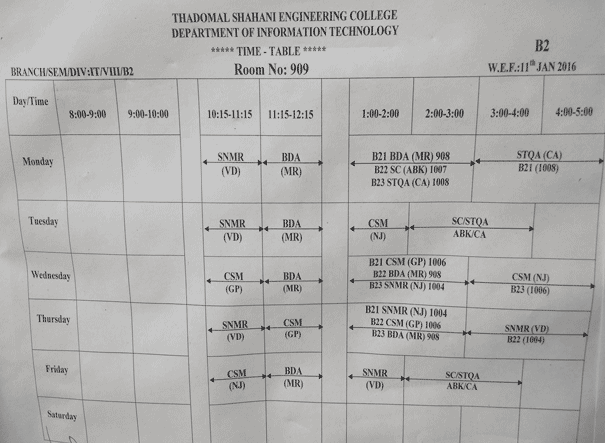 THADOMAL SHAHANI ENGINEERING COLLEGE
DEPARTMENT OF INFORMATION TECHNOLOGY
***** TIME - TABLE *****
B2
BRANCH/SEM/DIV:IT/VIII/B2 Room No: 909 W.E.F.:11th JAN 2016
Day/Time 8:00-9:00 9:00-10:00 10:15-11:15 11:15-12:15 1:00-2:00 2:00-3:00 3:00-4:00 4:00-5:00
Monday SNMR BDA B21 BDA (MR) 908 STQA (CA)
(VD) (MR) B22 SC (ABK) 1007 B21 (1008)
B23 STQA (CA) 1008
Tuesday SNMR BDA CSM SC/STQA
(VD) (MR) (NJ) ABK/CA
B21 CSM (GP) 1006
Wednesday CSM BDA B22 BDA (MR) 908 CSM (NJ)
(GP) (MR) B23 SNMR (NJ) 1004 B23 (1006)
B21 SNMR (NJ) 1004
Thursday SNMR CSM B22 CSM (GP) 1006 SNMR (VD)
(VD) (GP) B23 BDA (MR) 908 B22 (1004)
Friday CSM BDA SNMR SC/STQA
(NJ) (MR) (VD) ABK/CA
Saturday